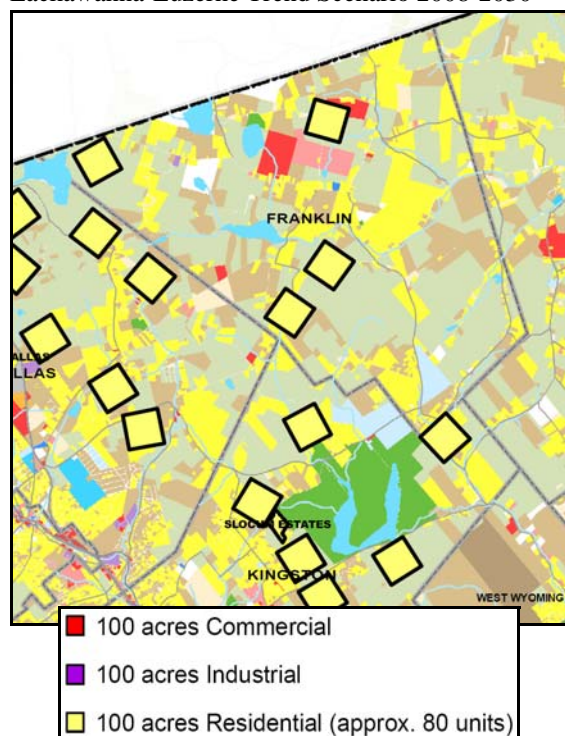 Lackawanna-Luzerne Trend Scenario 2008-2030
FRANKLIN
ALLAS
LLAS
SLOCUM ESTATES
KINGSTON
WEST WYOMING
100 acres Commercial
100 acres Industrial
100 acres Residential (approx. 80 units)